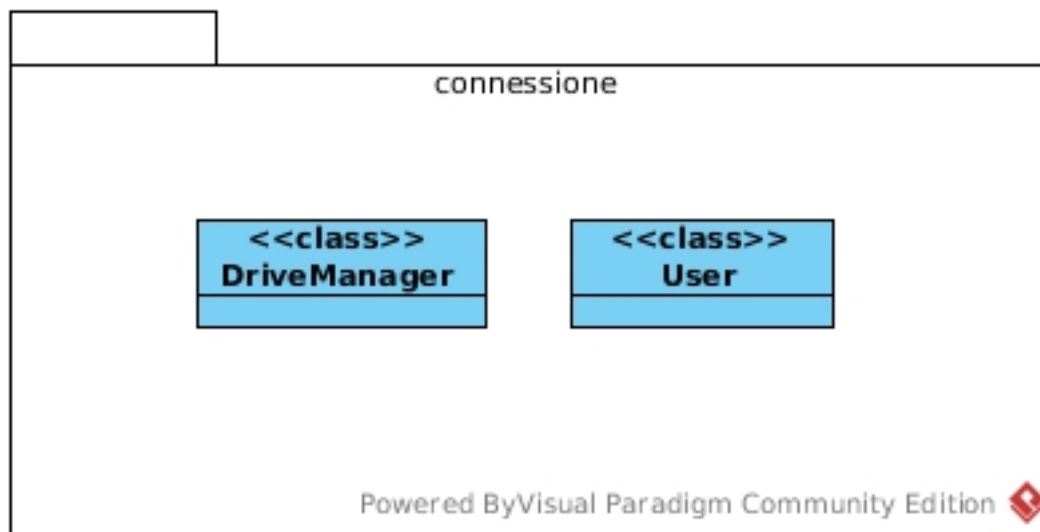 connessione
<<class>>
DriveManager
<<class>>
User
Powered ByVisual Paradigm Community Edition